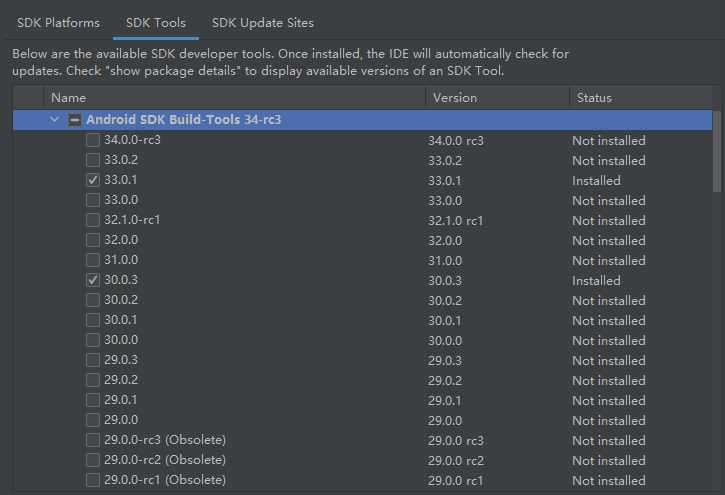 SDK Platforms SDK Tools SDK Update Sites
Below are the available SDK developer tools. Once installed, the IDE will automatically check for
updates. Check "show package details" to display available versions of an SDK Tool.
Name Version Status
Android SDK Build-Tools 34-rc3
34.0.0-rc3 34.0.0 rc3 Not installed
33.0.2 33.0.2 Not installed
33.0.1 33.0.1 Installed
33.0.0 33.0.0 Not installed
32.1.0-rc1 32.1.0 rc1 Not installed
32.0.0 32.0.0 Not installed
31.0.0 31.0.0 Not installed
30.0.3 30.0.3 Installed
30.0.2 30.0.2 Not installed
30.0.1 30.0.1 Not installed
30.0.0 30.0.0 Not installed
29.0.3 29.0.3 Not installed
29.0.2 29.0.2 Not installed
29.0.1 29.0.1 Not installed
29.0.0 29.0.0 Not installed
29.0.0-rc3 (Obsolete) 29.0.0 rc3 Not installed
29.0.0-rc2 (Obsolete) 29.0.0 rc2 Not installed
29.0.0-rc1 (Obsolete) 29.0.0 rc1 Not installed